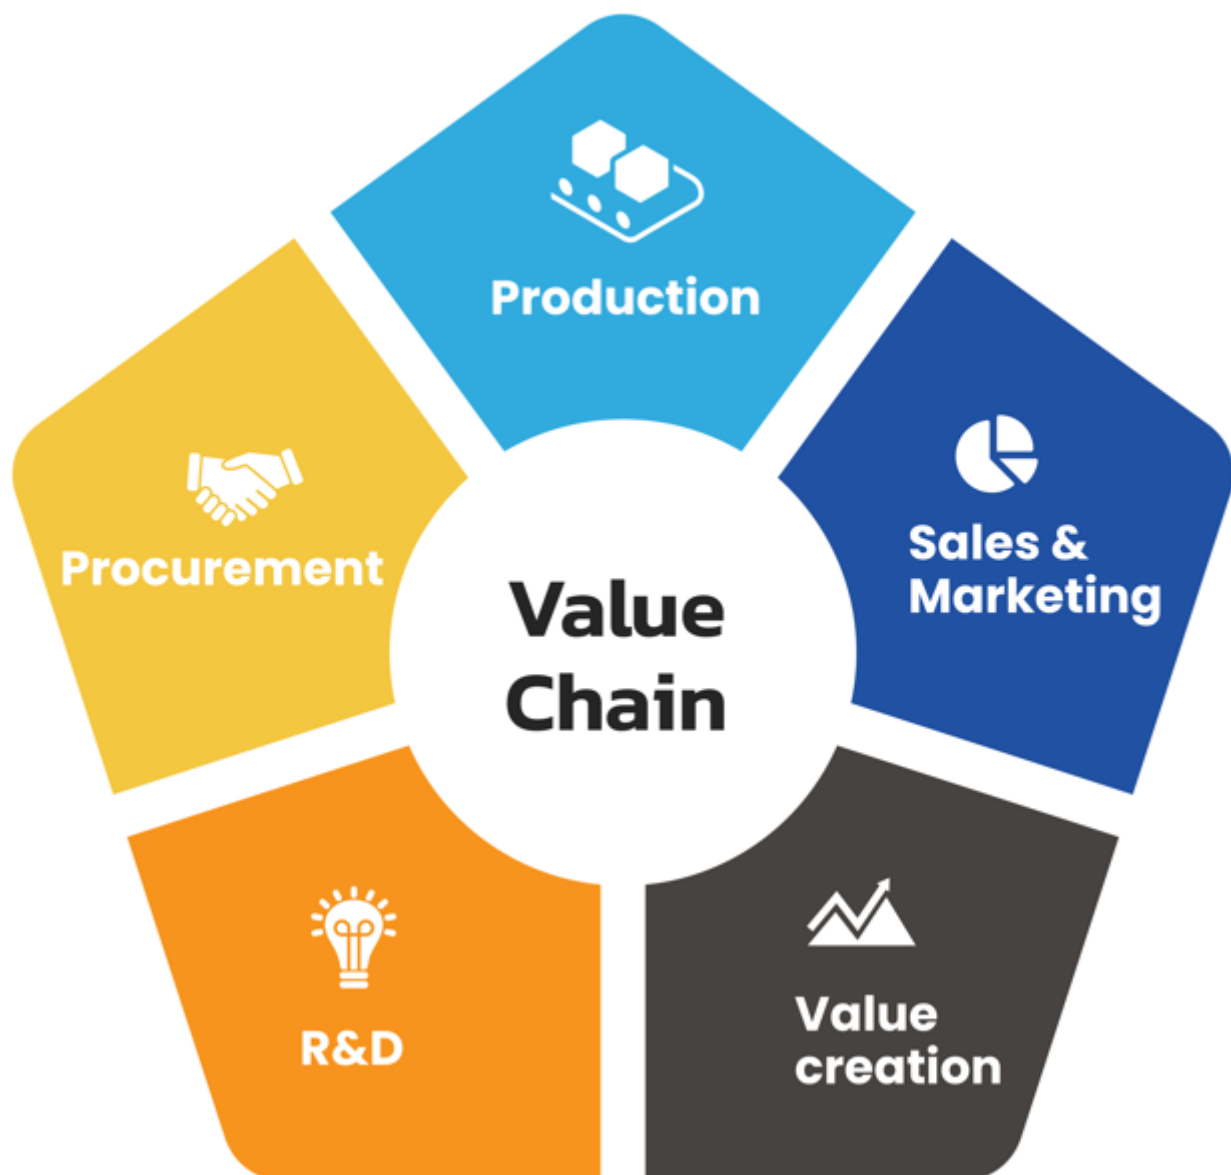 Production
Procurement
Sales &
Marketing
Value
Chain
R&D
Value
creation